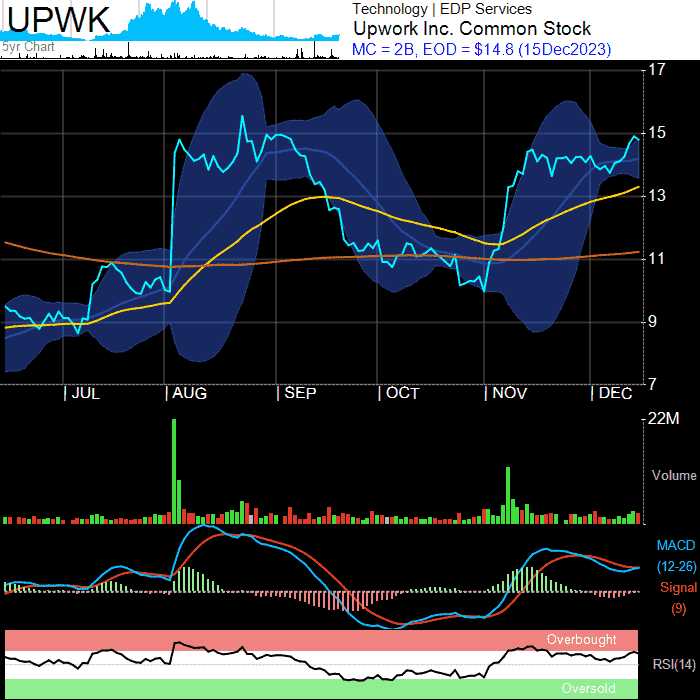 UPWK
Technology | EDP Services
Upwork Inc. Common Stock
5yr Chart
MC = 2B, EOD = $14.8 (15Dec2023)
17
15
13
11
9
7
| JUL | AUG | SEP | OCT | NOV | DEC
22M
Volume
MACD
(12-26)
Signal
(9)
Overbought
RSI(14)
Oversold